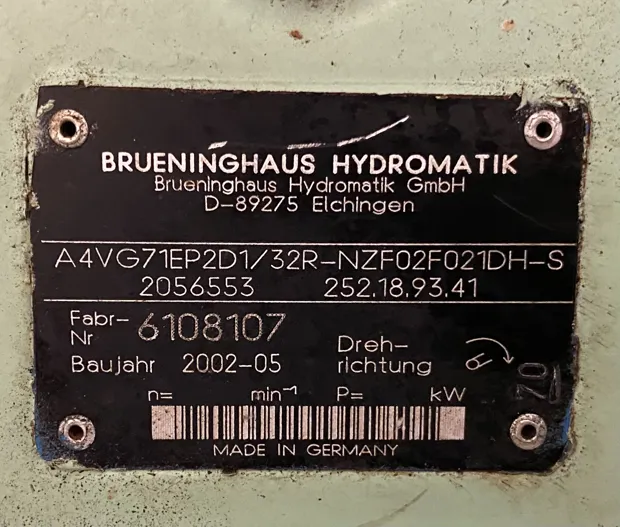 BRUENINGHAUS HYDROMATIK
Brueninghaus Hydromatik GmbH
D-89275 Elchingen
A4VG71EP2D1/32R-NZF02F021DH-S
2056553 252.18.93.41
Fabr-Nr 6108107
Baujahr 2002-05
Dreh-
richtung
70
n= min⁻¹ P= kW
MADE IN GERMANY